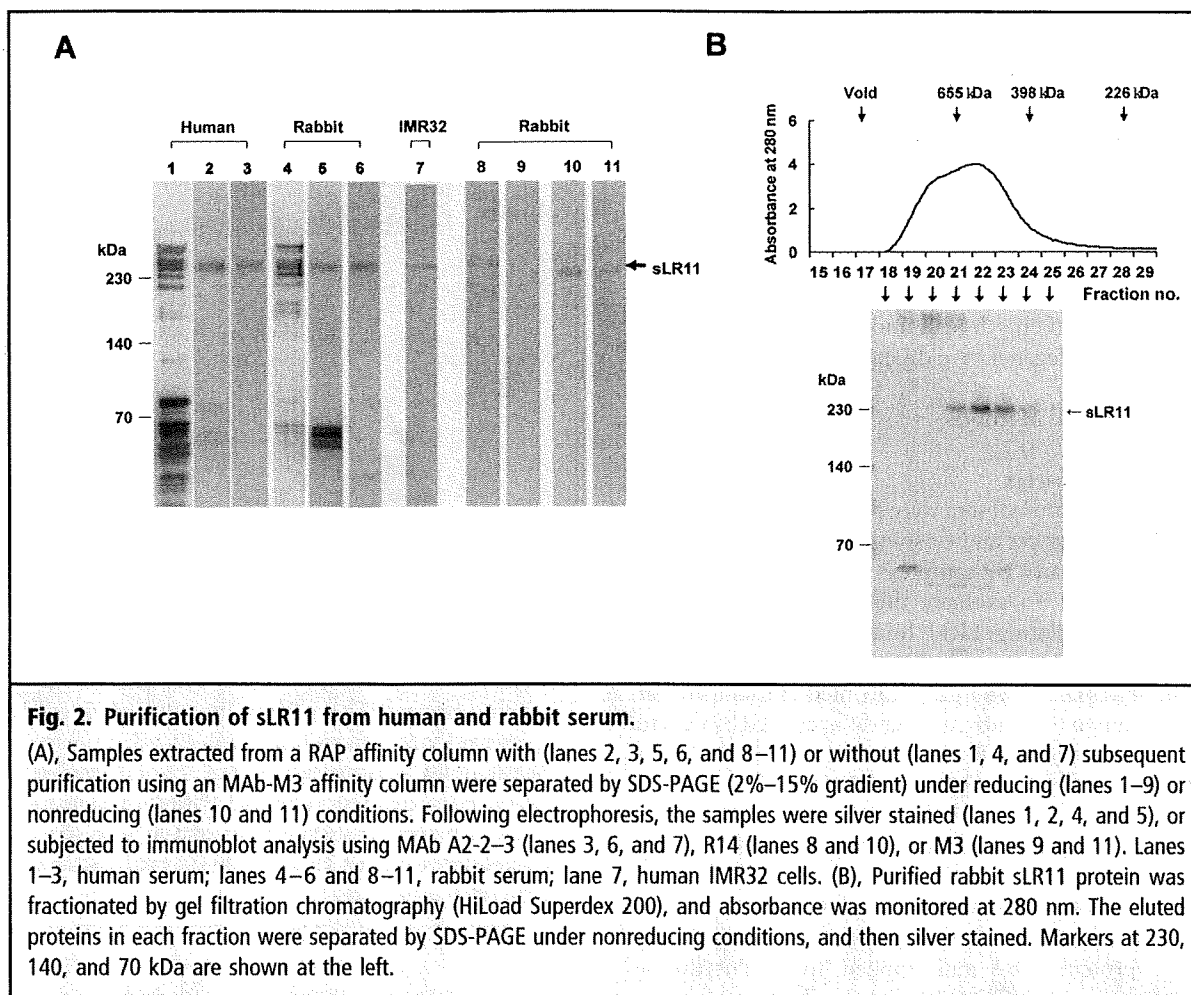 A
B
Human Rabbit IMR32 Rabbit
1 2 3 4 5 6 7 8 9 10 11
kDa
230
140
70
sLR11
Void 655 kDa 398 kDa 226 kDa
Absorbance at 280 nm
6
4
2
0
15 16 17 18 19 20 21 22 23 24 25 26 27 28 29
Fraction no.
kDa
230
140
70
sLR11
Fig. 2. Purification of sLR11 from human and rabbit serum.
(A), Samples extracted from a RAP affinity column with (lanes 2, 3, 5, 6, and 8–11) or without (lanes 1, 4, and 7) subsequent
purification using an MAb-M3 affinity column were separated by SDS-PAGE (2%–15% gradient) under reducing (lanes 1–9) or
nonreducing (lanes 10 and 11) conditions. Following electrophoresis, the samples were silver stained (lanes 1, 2, 4, and 5), or
subjected to immunoblot analysis using MAb A2-2–3 (lanes 3, 6, and 7), R14 (lanes 8 and 10), or M3 (lanes 9 and 11). Lanes
1–3, human serum; lanes 4–6 and 8–11, rabbit serum; lane 7, human IMR32 cells. (B), Purified rabbit sLR11 protein was
fractionated by gel filtration chromatography (HiLoad Superdex 200), and absorbance was monitored at 280 nm. The eluted
proteins in each fraction were separated by SDS-PAGE under nonreducing conditions, and then silver stained. Markers at 230,
140, and 70 kDa are shown at the left.